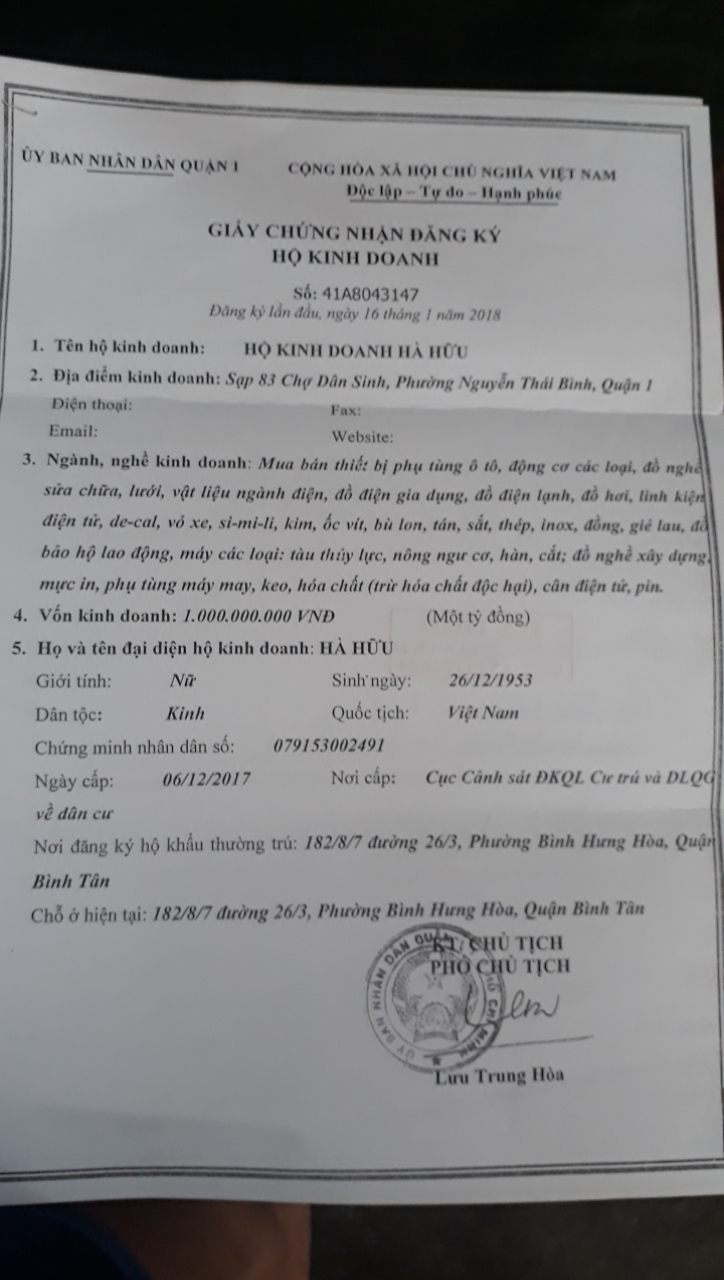 ỦY BAN NHÂN DÂN QUẬN 1
CỘNG HÒA XÃ HỘI CHỦ NGHĨA VIỆT NAM
Độc lập – Tự do – Hạnh phúc
GIẤY CHỨNG NHẬN ĐĂNG KÝ
HỘ KINH DOANH
Số: 41A8043147
Đăng ký lần đầu, ngày 16 tháng 1 năm 2018
1. Tên hộ kinh doanh: HỘ KINH DOANH HÀ HỮU
2. Địa điểm kinh doanh: Sạp 83 Chợ Dân Sinh, Phường Nguyễn Thái Bình, Quận 1
Điện thoại: Fax:
Email: Website:
3. Ngành, nghề kinh doanh: Mua bán thiết bị phụ tùng ô tô, động cơ các loại, đồ nghề
sửa chữa, lưới, vật liệu ngành điện, đồ điện gia dụng, đồ điện lạnh, đồ hơi, linh kiện
điện tử, de-cal, vỏ xe, si-mi-li, kim, ốc vít, bù lon, tán, sắt, thép, inox, đồng, giẻ lau, đồ
bảo hộ lao động, máy các loại: tàu thủy lực, nông ngư cơ, hàn, cắt; đồ nghề xây dựng,
mực in, phụ tùng máy may, keo, hóa chất (trừ hóa chất độc hại), cân điện tử, pin.
4. Vốn kinh doanh: 1.000.000.000 VNĐ (Một tỷ đồng)
5. Họ và tên đại diện hộ kinh doanh: HÀ HỮU
Giới tính: Nữ Sinh ngày: 26/12/1953
Dân tộc: Kinh Quốc tịch: Việt Nam
Chứng minh nhân dân số: 079153002491
Ngày cấp: 06/12/2017 Nơi cấp: Cục Cảnh sát ĐKQL Cư trú và DLQG
về dân cư
Nơi đăng ký hộ khẩu thường trú: 182/8/7 đường 26/3, Phường Bình Hưng Hòa, Quận
Bình Tân
Chỗ ở hiện tại: 182/8/7 đường 26/3, Phường Bình Hưng Hòa, Quận Bình Tân
KT. CHỦ TỊCH
PHÓ CHỦ TỊCH
Lưu Trung Hòa